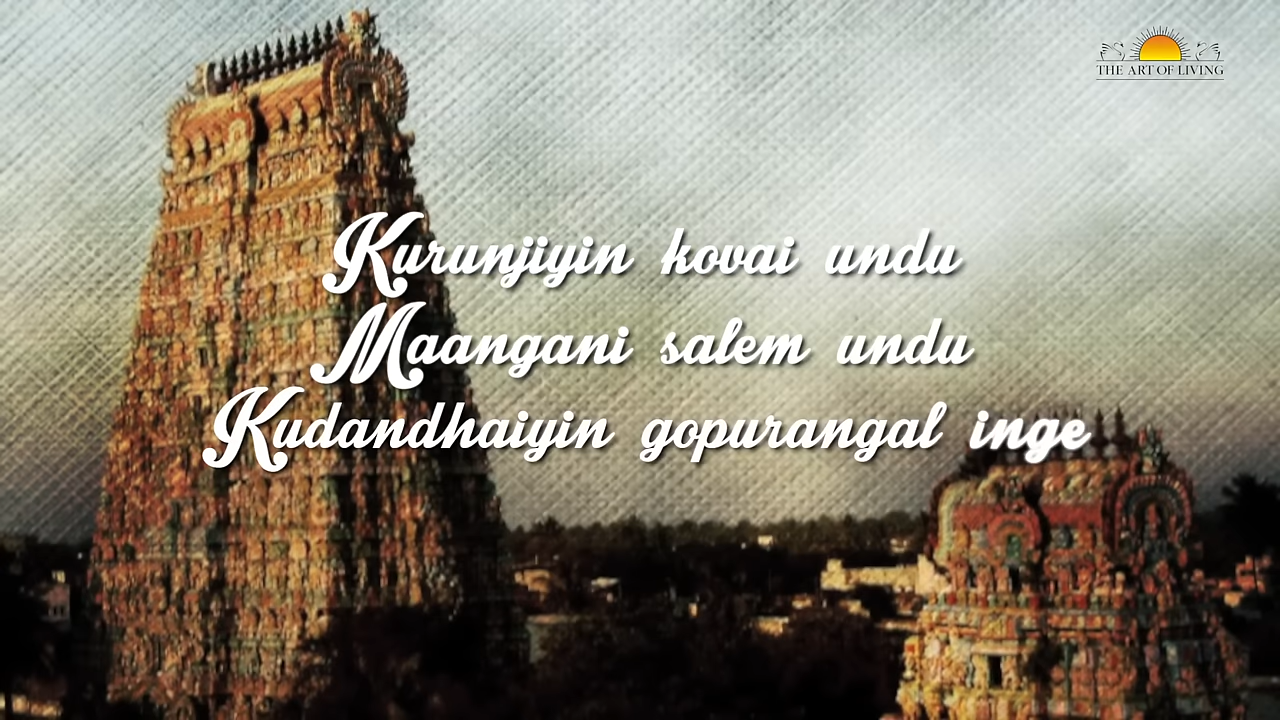 THE ART OF LIVING
Kurunjiyin kovai undu
Maangani salem undu
Kudandhaiyin gopurangal inge